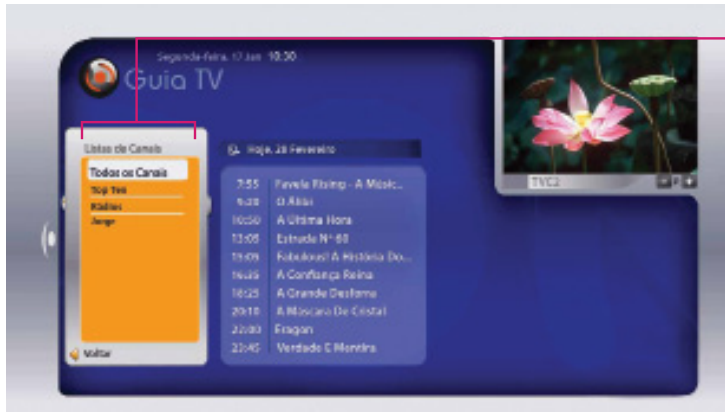 Segunda-feira, 17 Jan 10:30
Guia TV
Listas de Canais
Todos os Canais
Top Ten
Rádios
Jorge
Voltar
Hoje, 28 Fevereiro
7:55 Favela Rising - A Músic...
9:20 O Álibi
10:50 A Última Hora
13:05 Estrada Nº 60
15:05 Fabulous! A História Do...
16:35 A Confiança Reina
18:25 A Grande Desforra
20:10 A Máscara De Cristal
22:00 Eragon
23:45 Verdade E Mentira
TVC2
- P +